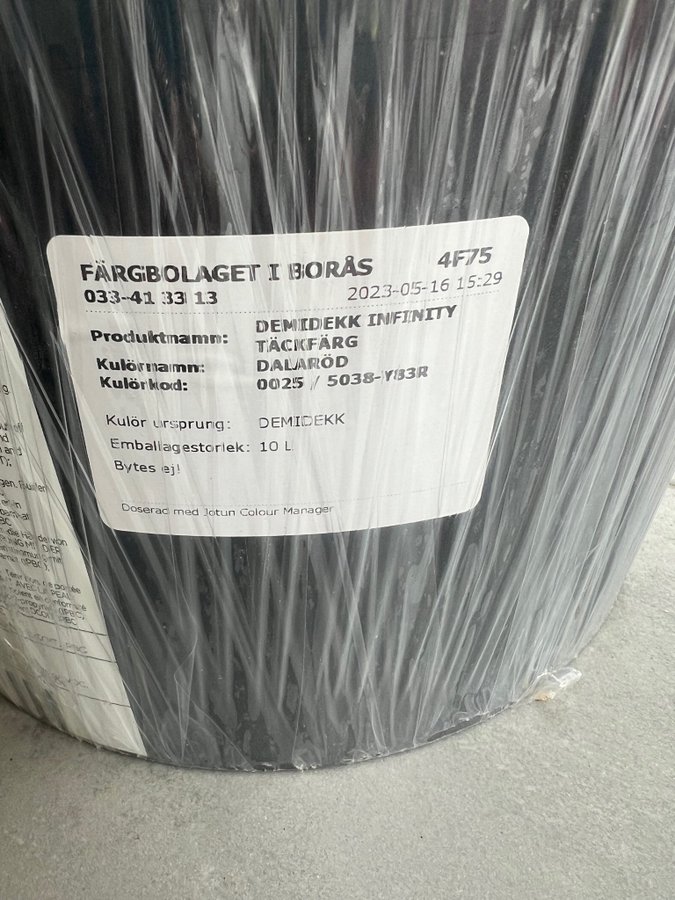 FÄRGBOLAGET I BORÅS 4F75
033-41 33 13 2023-05-16 15:29
Produktnamn: DEMIDEKK INFINITY
TÄCKFÄRG
Kulörnamn: DALARÖD
Kulörkod: 0025 / 5038-Y83R
Kulör ursprung: DEMIDEKK
Emballagestorlek: 10 L
Bytes ej!
Doserad med Jotun Colour Manager